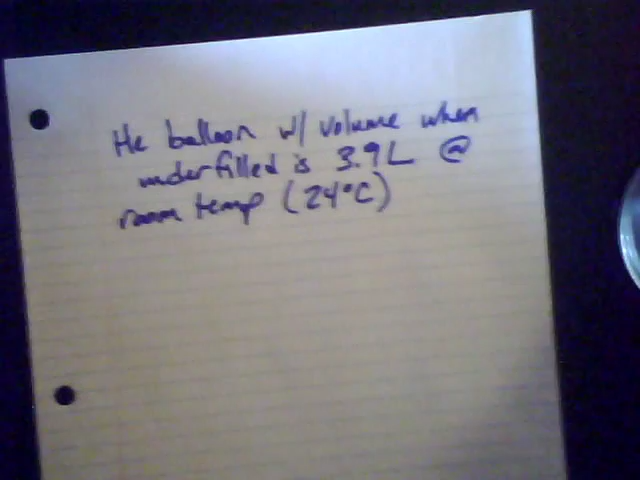 He balloon w/ volume when
underfilled is 3.9L @
room temp (24°C)